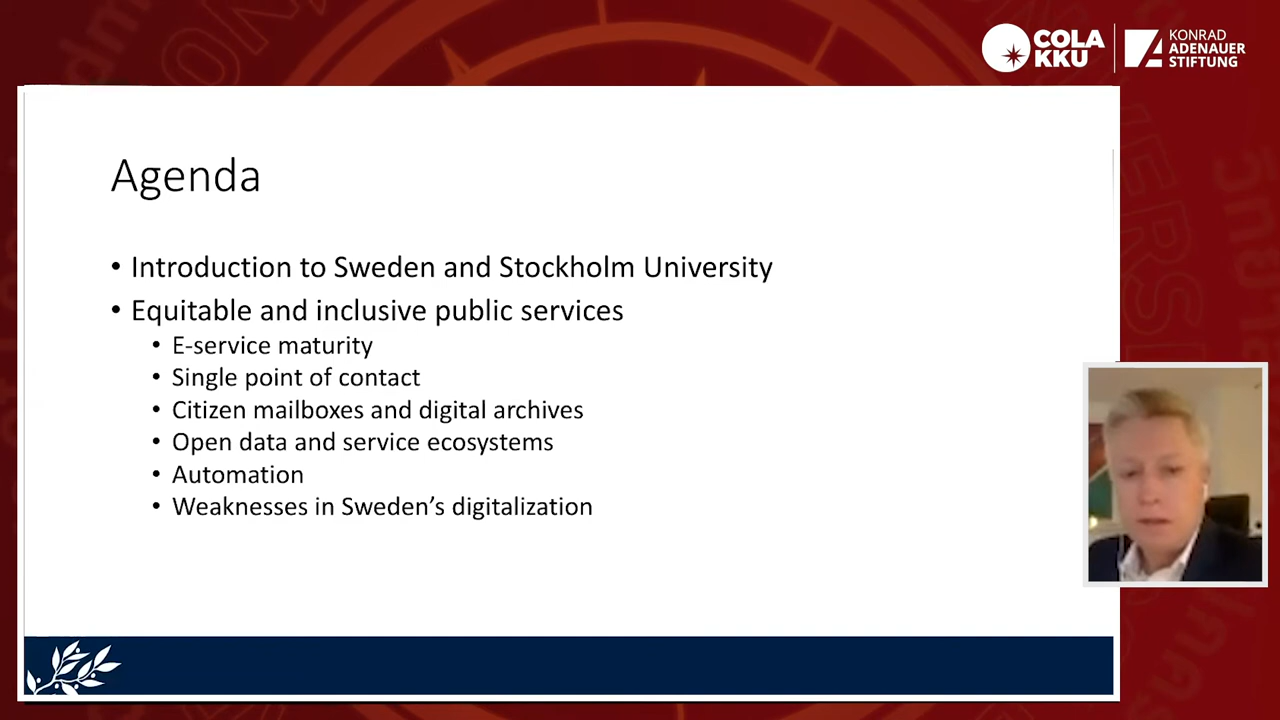 COLA
KKU
KONRAD
ADENAUER
STIFTUNG
Agenda
• Introduction to Sweden and Stockholm University
• Equitable and inclusive public services
• E-service maturity
• Single point of contact
• Citizen mailboxes and digital archives
• Open data and service ecosystems
• Automation
• Weaknesses in Sweden’s digitalization